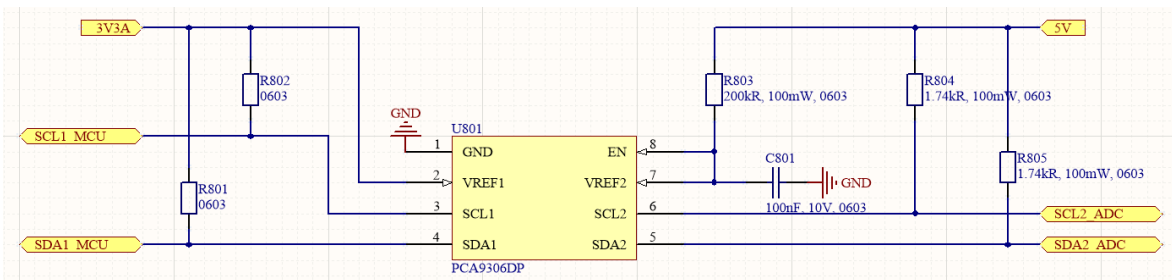 3V3A
5V
R802
0603
R803
200kR, 100mW, 0603
R804
1.74kR, 100mW, 0603
GND
SCL1_MCU
U801
1
GND
EN
8
C801
R805
1.74kR, 100mW, 0603
2
VREF1
VREF2
7
GND
R801
0603
100nF, 10V, 0603
3
SCL1
SCL2
6
SCL2_ADC
SDA1_MCU
4
SDA1
SDA2
5
SDA2_ADC
PCA9306DP